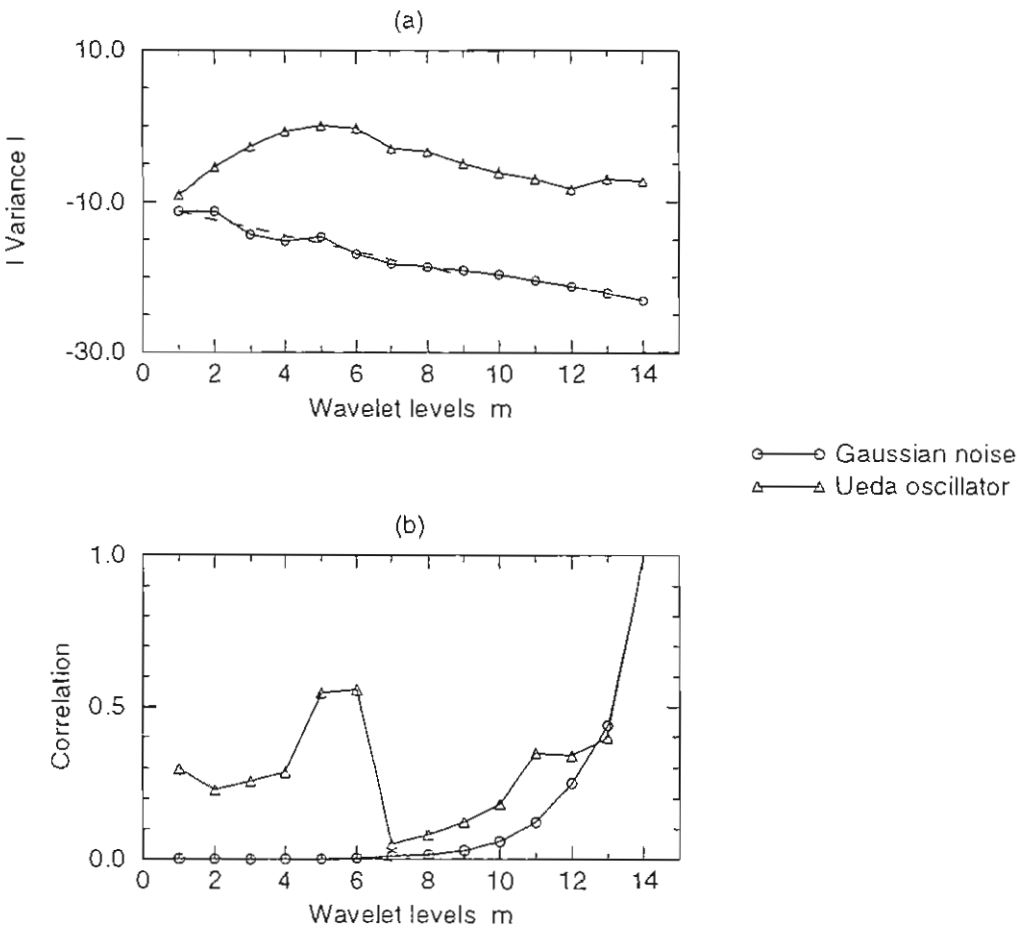 (a)
10.0
-10.0
-30.0
| Variance |
0 2 4 6 8 10 12 14
Wavelet levels m
Gaussian noise
Ueda oscillator
(b)
1.0
0.5
0.0
Correlation
0 2 4 6 8 10 12 14
Wavelet levels m